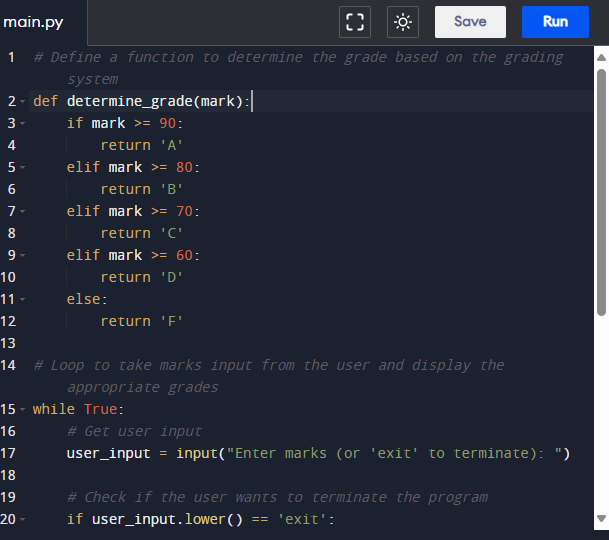 main.py
Save
Run
1 # Define a function to determine the grade based on the grading
system
2 def determine_grade(mark):
3     if mark >= 90:
4         return 'A'
5     elif mark >= 80:
6         return 'B'
7     elif mark >= 70:
8         return 'C'
9     elif mark >= 60:
10         return 'D'
11     else:
12         return 'F'
13
14 # Loop to take marks input from the user and display the
appropriate grades
15 while True:
16     # Get user input
17     user_input = input("Enter marks (or 'exit' to terminate): ")
18
19     # Check if the user wants to terminate the program
20     if user_input.lower() == 'exit':